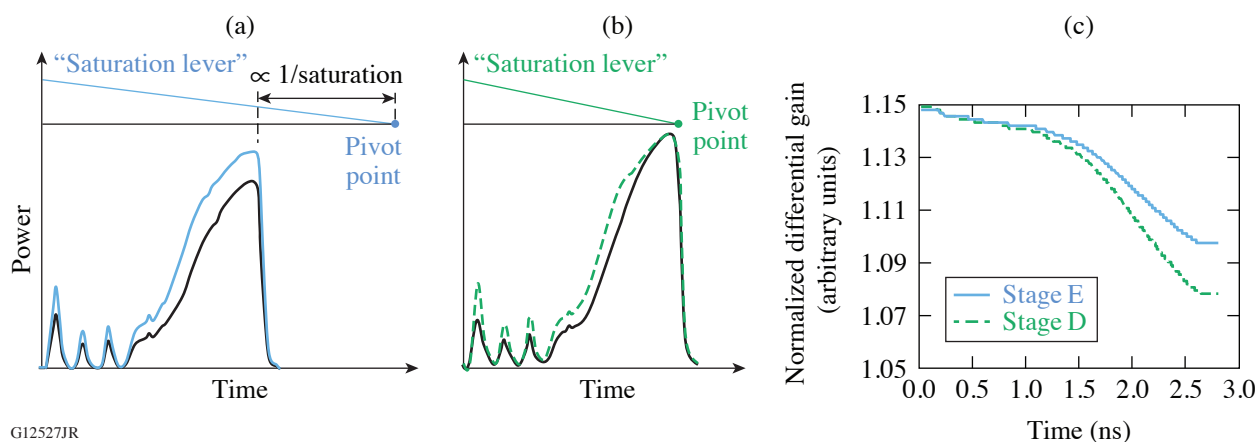 (a)
“Saturation lever”
∝ 1/saturation
Pivot
point
Power
Time
(b)
“Saturation lever”
Pivot
point
Time
(c)
Normalized differential gain
(arbitrary units)
1.15
1.13
1.11
1.09
1.07
1.05
Stage E
Stage D
0.0 0.5 1.0 1.5 2.0 2.5 3.0
Time (ns)
G12527JR